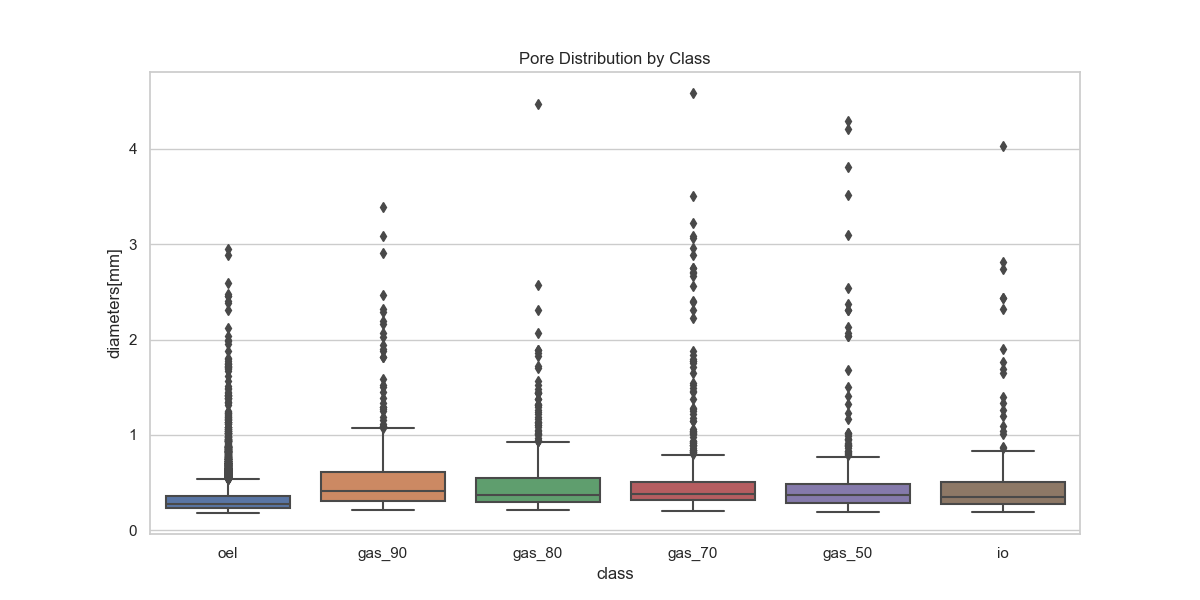 Pore Distribution by Class
diameters[mm]
4
3
2
1
0
oel gas_90 gas_80 gas_70 gas_50 io
class